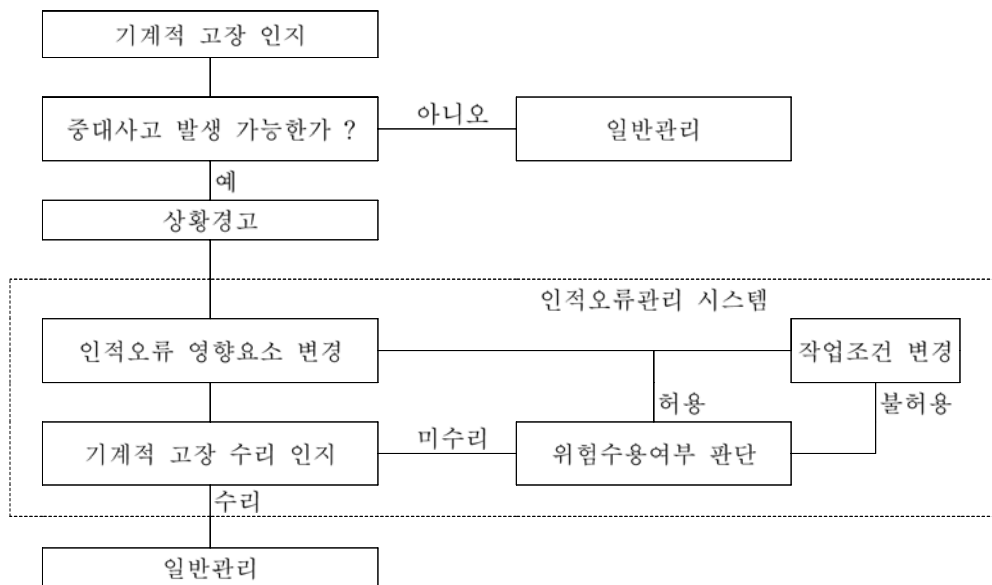 기계적 고장 인지
중대사고 발생 가능한가 ?
아니오
일반관리
예
상황경고
인적오류관리 시스템
인적오류 영향요소 변경
작업조건 변경
허용
불허용
기계적 고장 수리 인지
미수리
위험수용여부 판단
수리
일반관리